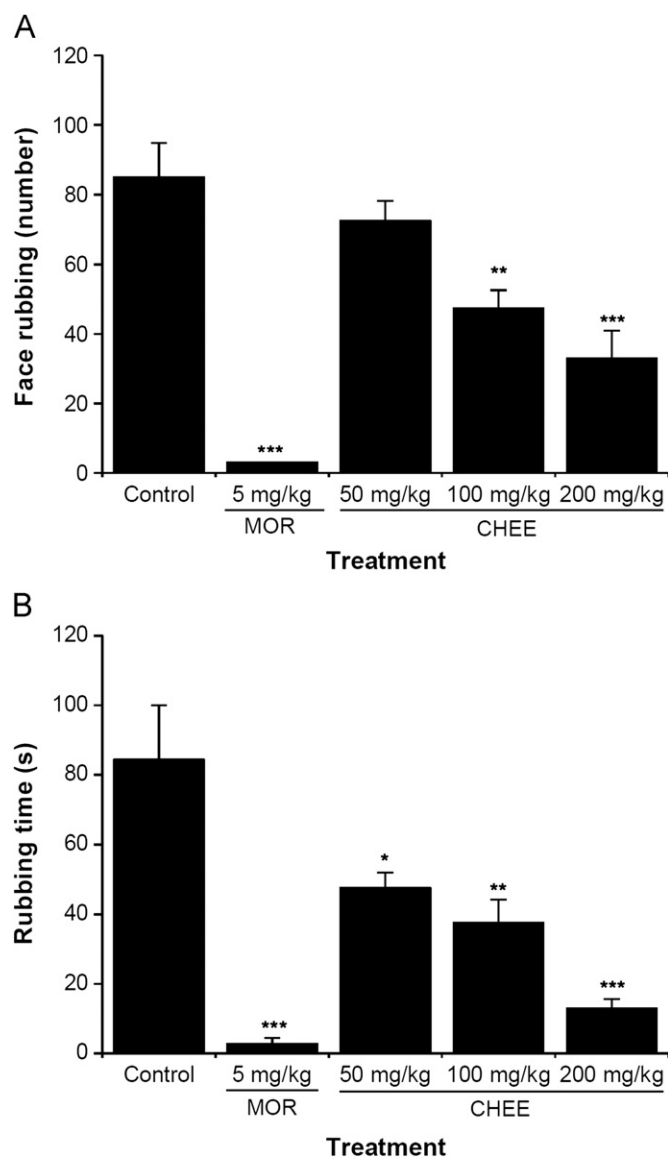 A
Face rubbing (number)
120
100
80
60
40
20
0
***
**
***
Control 5 mg/kg 50 mg/kg 100 mg/kg 200 mg/kg
MOR CHEE
Treatment
B
Rubbing time (s)
120
100
80
60
40
20
0
***
*
**
***
Control 5 mg/kg 50 mg/kg 100 mg/kg 200 mg/kg
MOR CHEE
Treatment